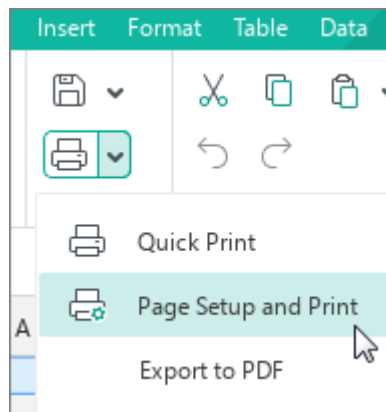 Insert Format Table Data
Quick Print
Page Setup and Print
A
Export to PDF